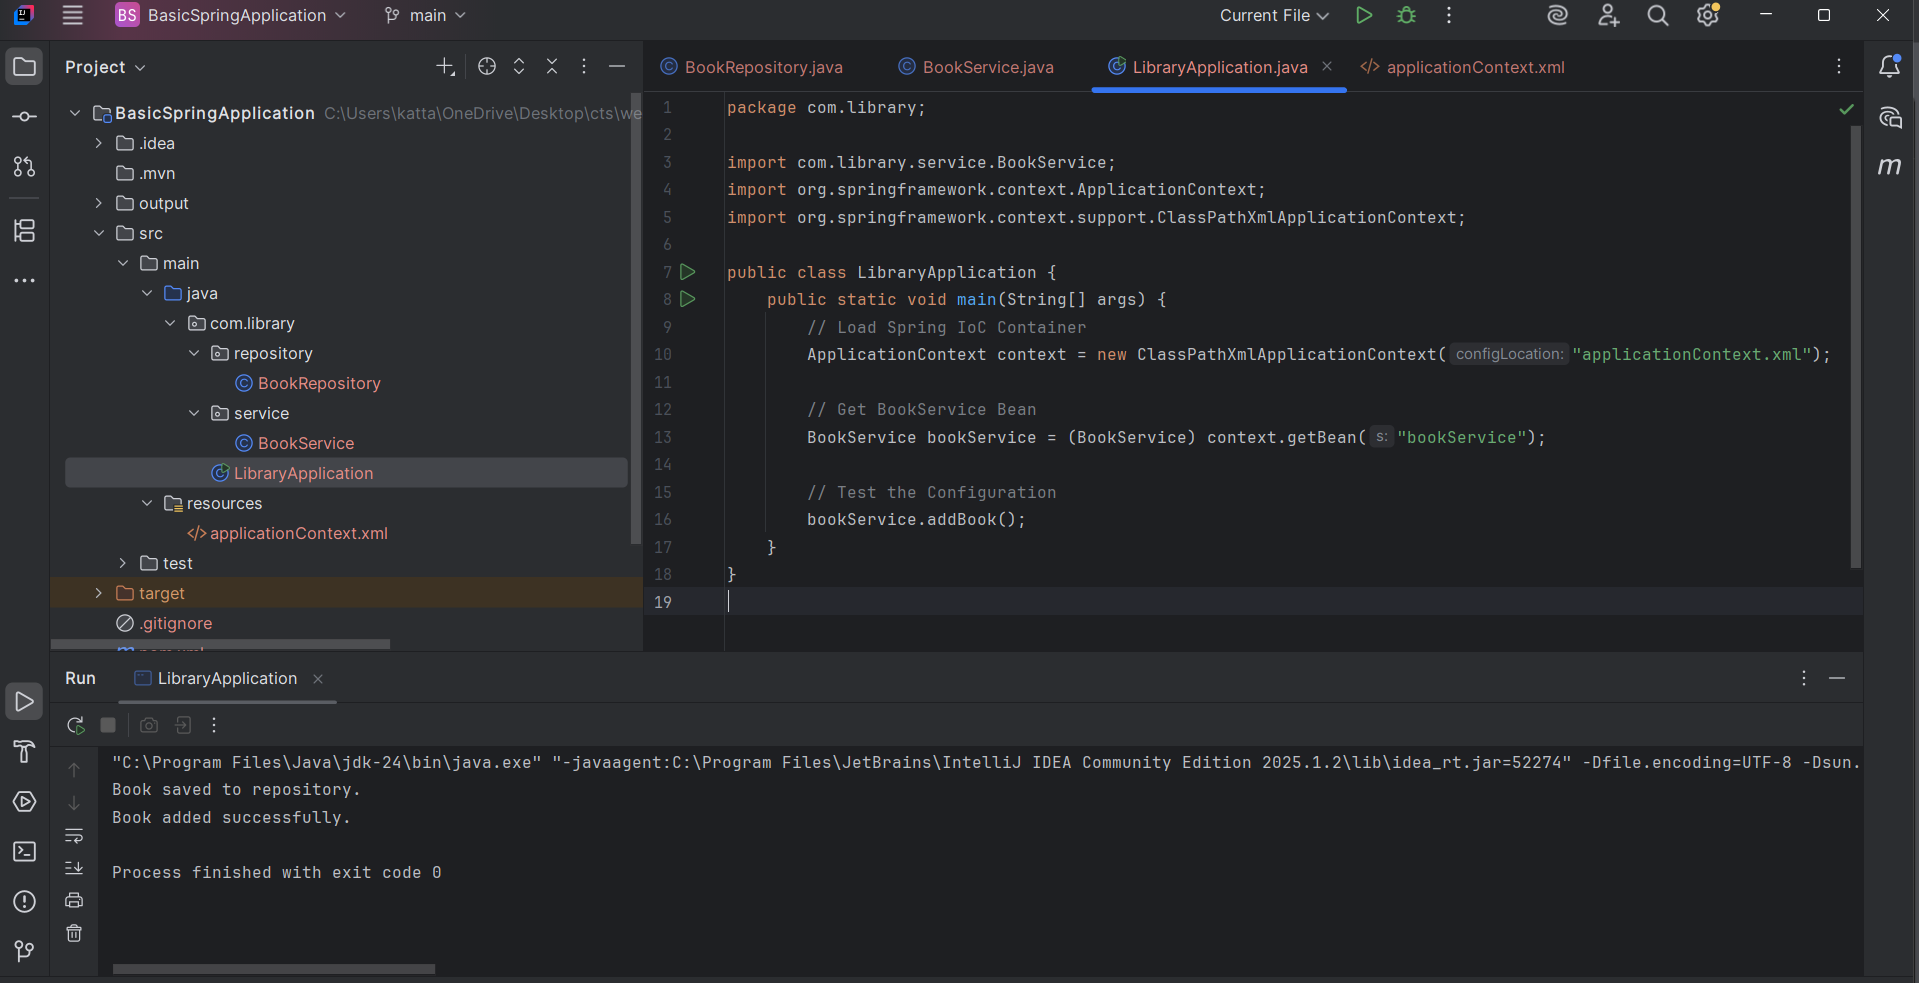 BS BasicSpringApplication main Current File
Project
BookRepository.java BookService.java LibraryApplication.java applicationContext.xml
BasicSpringApplication C:\Users\katta\OneDrive\Desktop\cts\we
.idea
.mvn
output
src
main
java
com.library
repository
BookRepository
service
BookService
LibraryApplication
resources
applicationContext.xml
test
target
.gitignore
1 package com.library;
2
3 import com.library.service.BookService;
4 import org.springframework.context.ApplicationContext;
5 import org.springframework.context.support.ClassPathXmlApplicationContext;
6
7 public class LibraryApplication {
8 public static void main(String[] args) {
9 // Load Spring IoC Container
10 ApplicationContext context = new ClassPathXmlApplicationContext( configLocation: "applicationContext.xml");
11
12 // Get BookService Bean
13 BookService bookService = (BookService) context.getBean( s: "bookService");
14
15 // Test the Configuration
16 bookService.addBook();
17 }
18 }
19
m
Run LibraryApplication
"C:\Program Files\Java\jdk-24\bin\java.exe" "-javaagent:C:\Program Files\JetBrains\IntelliJ IDEA Community Edition 2025.1.2\lib\idea_rt.jar=52274" -Dfile.encoding=UTF-8 -Dsun.
Book saved to repository.
Book added successfully.
Process finished with exit code 0